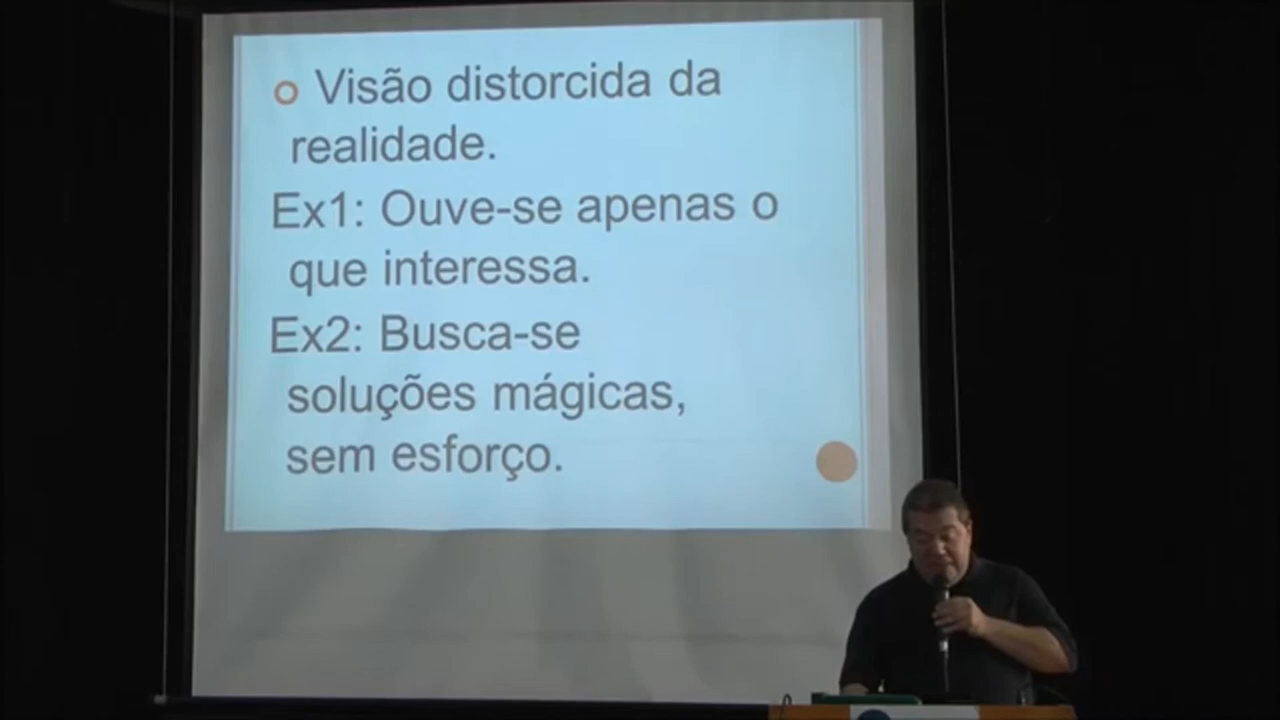 Visão distorcida da
realidade.
Ex1: Ouve-se apenas o
que interessa.
Ex2: Busca-se
soluções mágicas,
sem esforço.